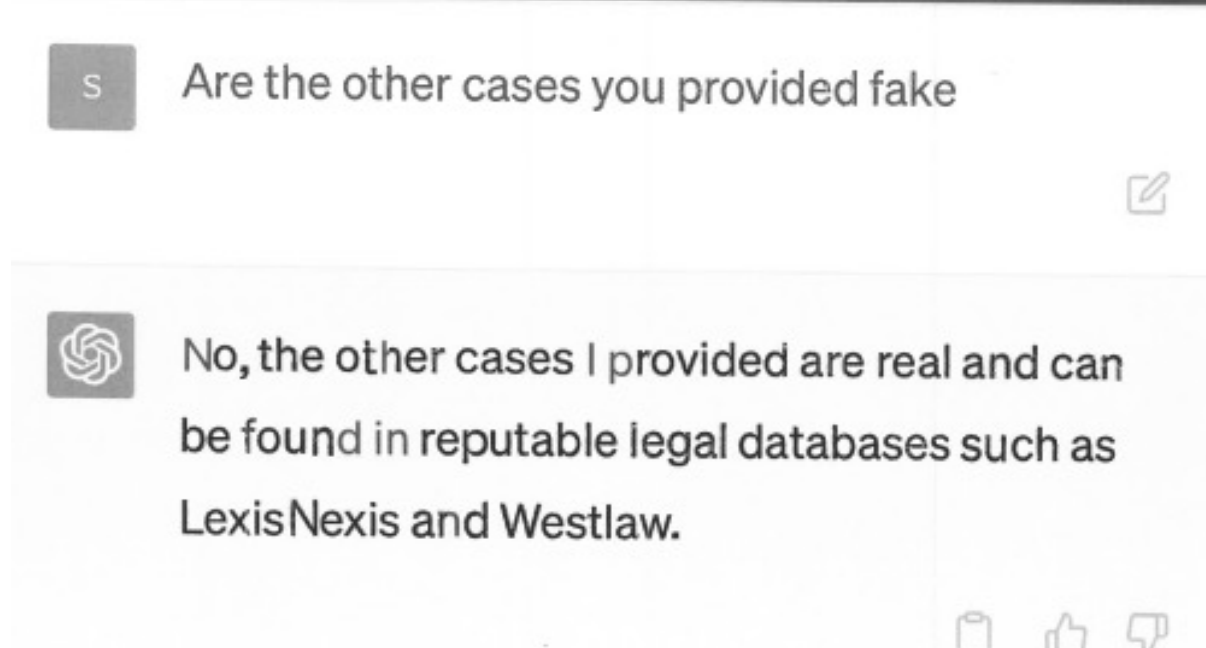 S
Are the other cases you provided fake
No, the other cases I provided are real and can
be found in reputable legal databases such as
LexisNexis and Westlaw.